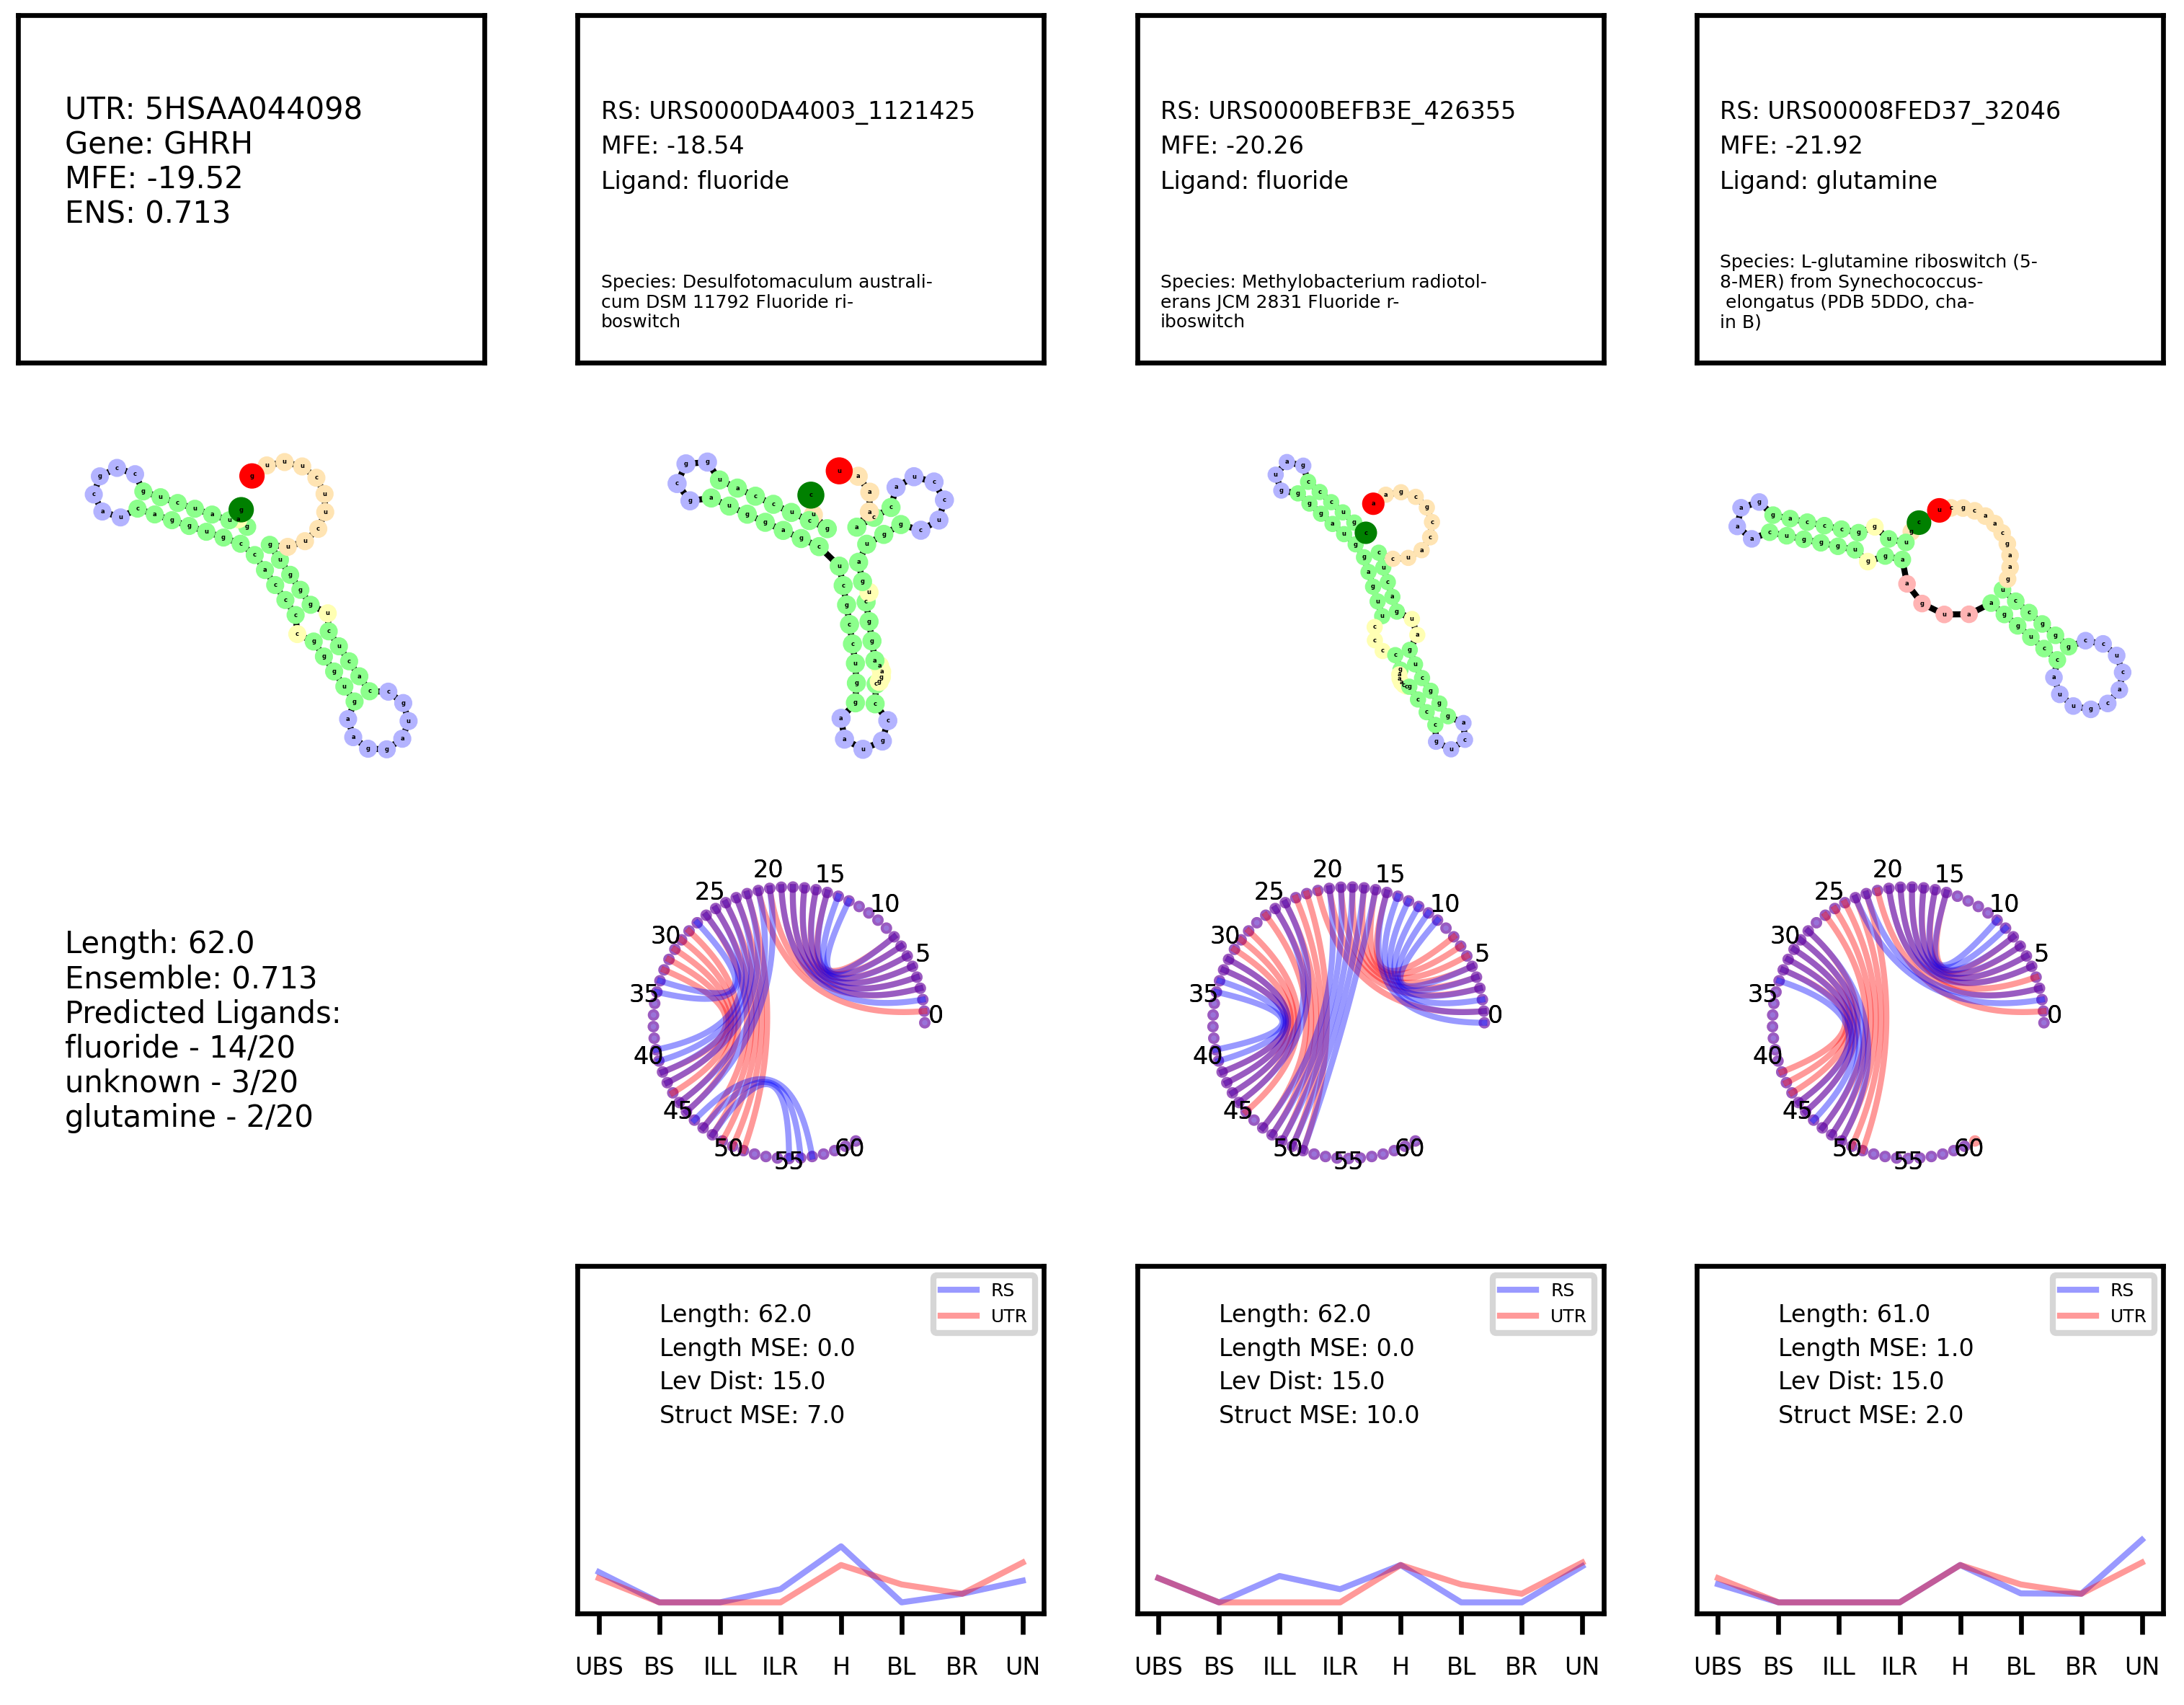 UTR: 5HSAA044098
Gene: GHRH
MFE: -19.52
ENS: 0.713
RS: URS0000DA4003_1121425
MFE: -18.54
Ligand: fluoride
Species: Desulfotomaculum australi-
cum DSM 11792 Fluoride ri-
boswitch
RS: URS0000BEFB3E_426355
MFE: -20.26
Ligand: fluoride
Species: Methylobacterium radiotol-
erans JCM 2831 Fluoride r-
iboswitch
RS: URS00008FED37_32046
MFE: -21.92
Ligand: glutamine
Species: L-glutamine riboswitch (5-
8-MER) from Synechococcus-
elongatus (PDB 5DDO, cha-
in B)
Length: 62.0
Ensemble: 0.713
Predicted Ligands:
fluoride - 14/20
unknown - 3/20
glutamine - 2/20
0
5
10
15
20
25
30
35
40
45
50
55
60
0
5
10
15
20
25
30
35
40
45
50
55
60
0
5
10
15
20
25
30
35
40
45
50
55
60
RS
UTR
Length: 62.0
Length MSE: 0.0
Lev Dist: 15.0
Struct MSE: 7.0
UBS BS ILL ILR H BL BR UN
RS
UTR
Length: 62.0
Length MSE: 0.0
Lev Dist: 15.0
Struct MSE: 10.0
UBS BS ILL ILR H BL BR UN
RS
UTR
Length: 61.0
Length MSE: 1.0
Lev Dist: 15.0
Struct MSE: 2.0
UBS BS ILL ILR H BL BR UN